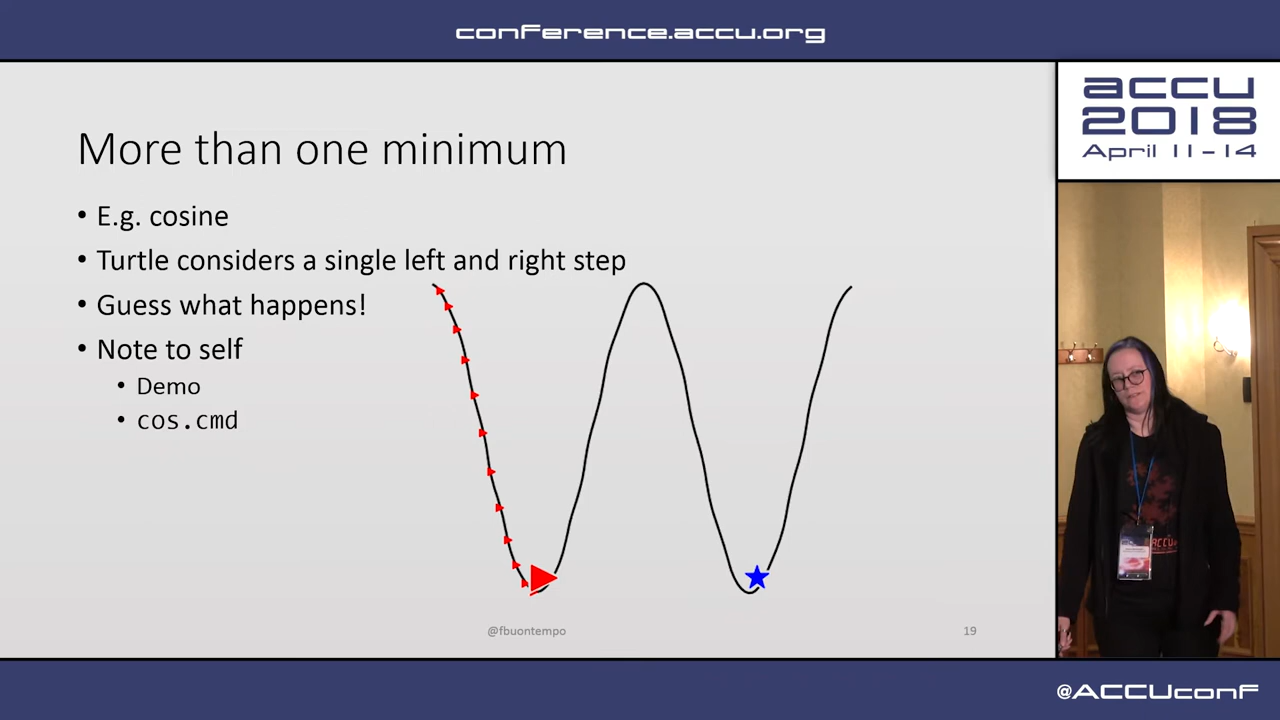 conference.accu.org
accu
2018
April 11-14
More than one minimum
• E.g. cosine
• Turtle considers a single left and right step
• Guess what happens!
• Note to self
• Demo
• cos.cmd
@fbuontempo
19
ACCU
@ACCUconf